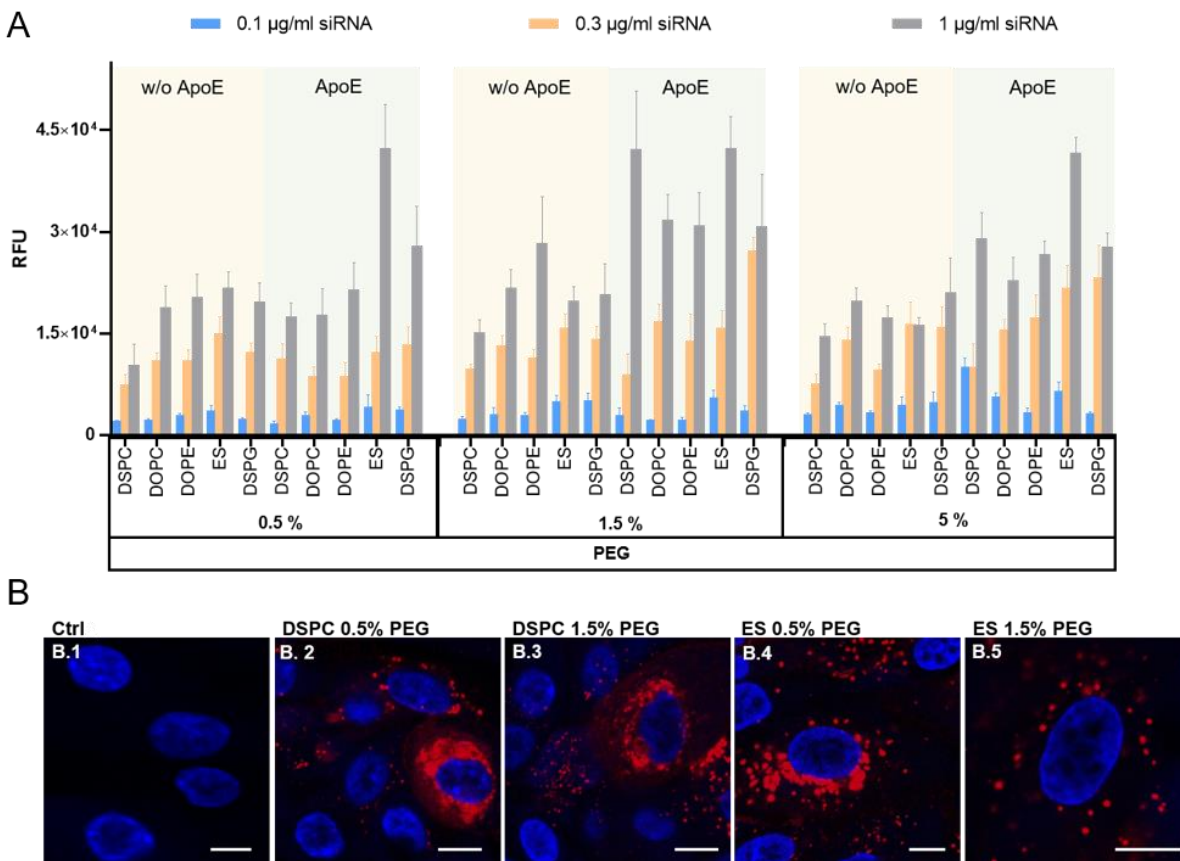 A
0.1 µg/ml siRNA 0.3 µg/ml siRNA 1 µg/ml siRNA
w/o ApoE ApoE w/o ApoE ApoE w/o ApoE ApoE
4.5×10⁴
3×10⁴
1.5×10⁴
0
RFU
DSPC DOPC DOPE ES DSPG DSPC DOPC DOPE ES DSPG DSPC DOPC DOPE ES DSPG DSPC DOPC DOPE ES DSPG DSPC DOPC DOPE ES DSPG DSPC DOPC DOPE ES DSPG
0.5 % 1.5 % 5 %
PEG
B
Ctrl DSPC 0.5% PEG DSPC 1.5% PEG ES 0.5% PEG ES 1.5% PEG
B.1 B. 2 B.3 B.4 B.5